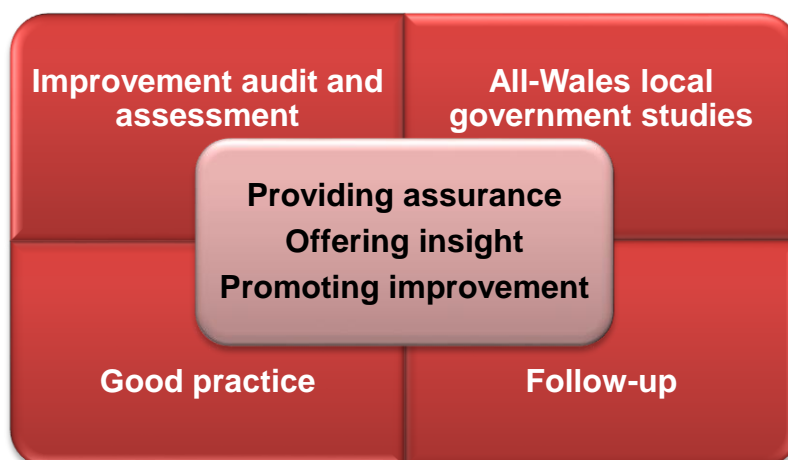 Improvement audit and
assessment
All-Wales local
government studies
Providing assurance
Offering insight
Promoting improvement
Good practice
Follow-up